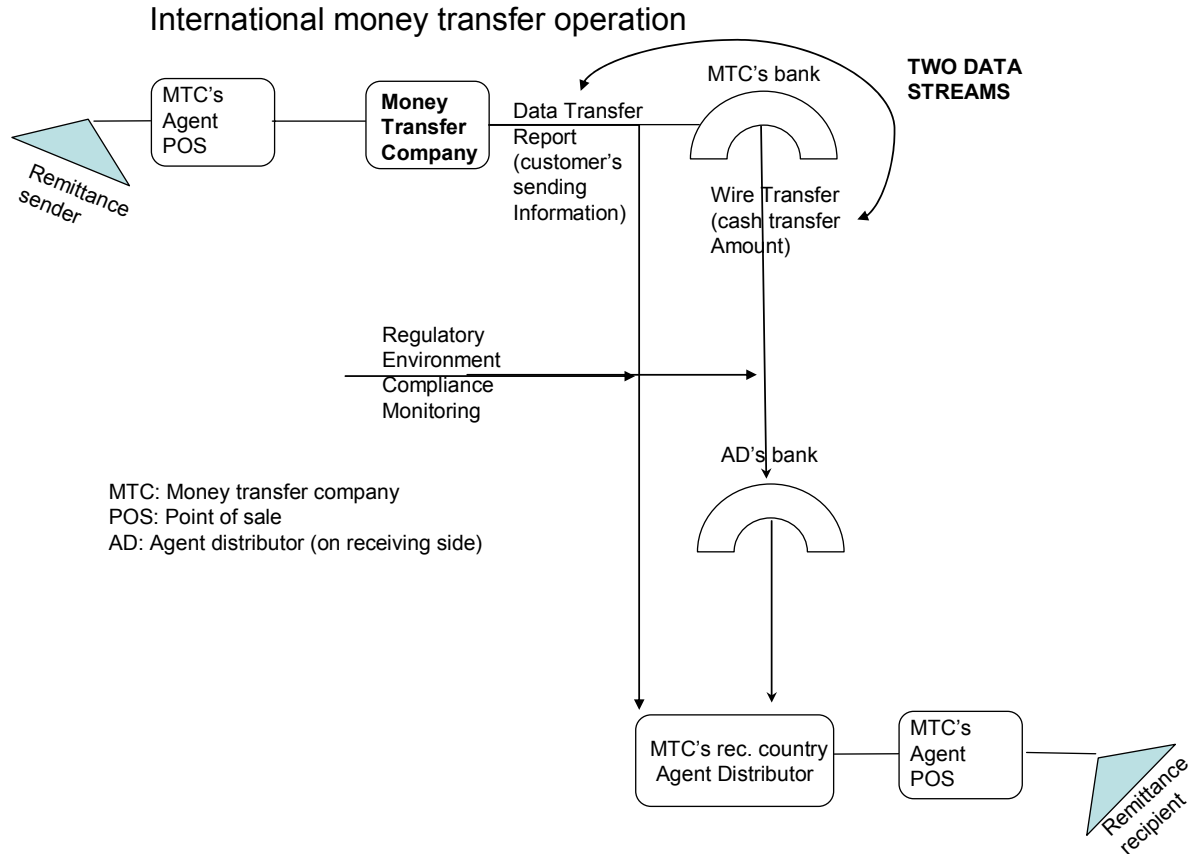 International money transfer operation
MTC's
Agent
POS
Money
Transfer
Company
Data Transfer
Report
(customer's
sending
Information)
MTC's bank
TWO DATA
STREAMS
Remittance
sender
Wire Transfer
(cash transfer
Amount)
Regulatory
Environment
Compliance
Monitoring
AD's bank
MTC: Money transfer company
POS: Point of sale
AD: Agent distributor (on receiving side)
MTC's rec. country
Agent Distributor
MTC's
Agent
POS
Remittance
recipient